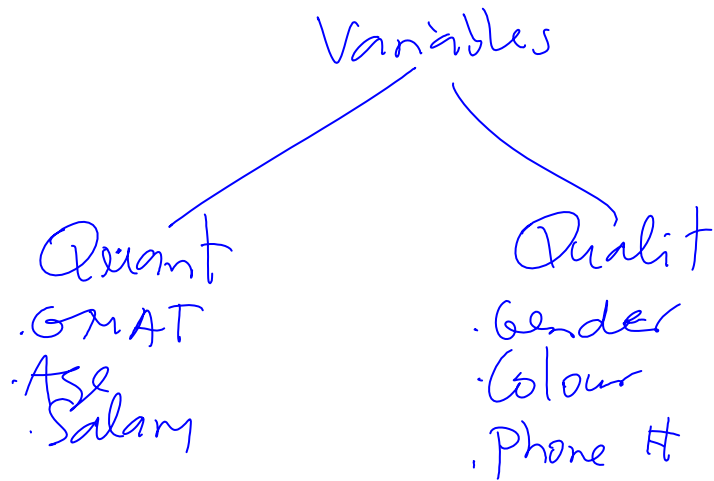 Variables
Quant
. GMAT
. Age
. Salary
Qualit
. Gender
. Colour
. Phone #